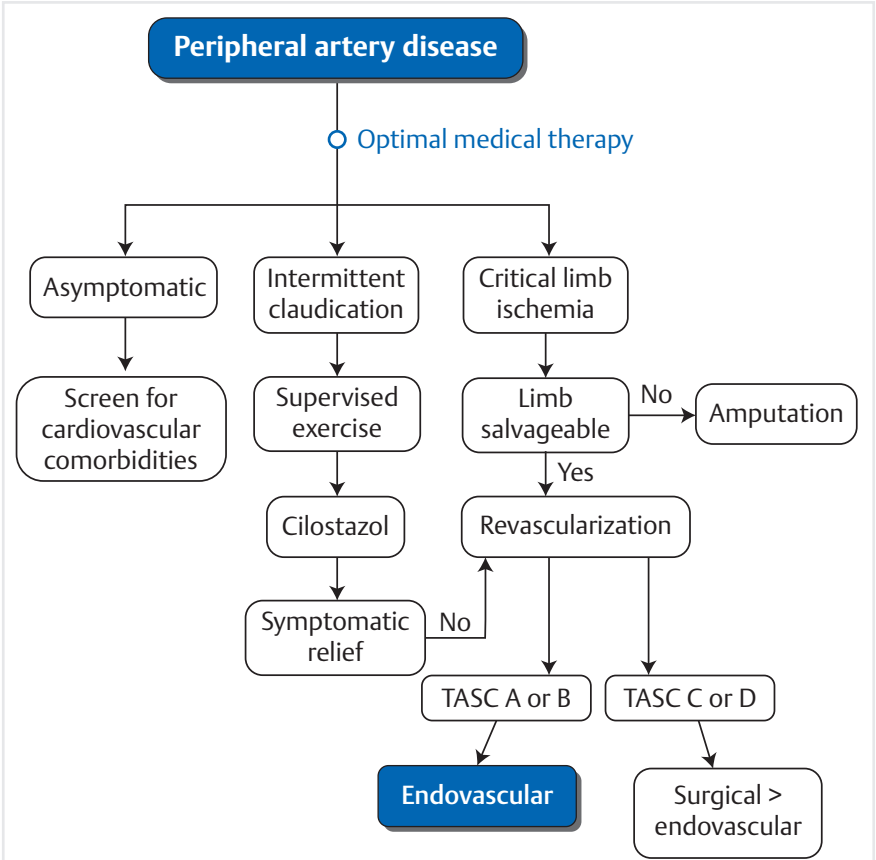 Peripheral artery disease
Optimal medical therapy
Asymptomatic
Intermittent
claudication
Critical limb
ischemia
Screen for
cardiovascular
comorbidities
Supervised
exercise
Limb
salvageable
No
Amputation
Yes
Cilostazol
Revascularization
Symptomatic
relief
No
TASC A or B
TASC C or D
Endovascular
Surgical >
endovascular